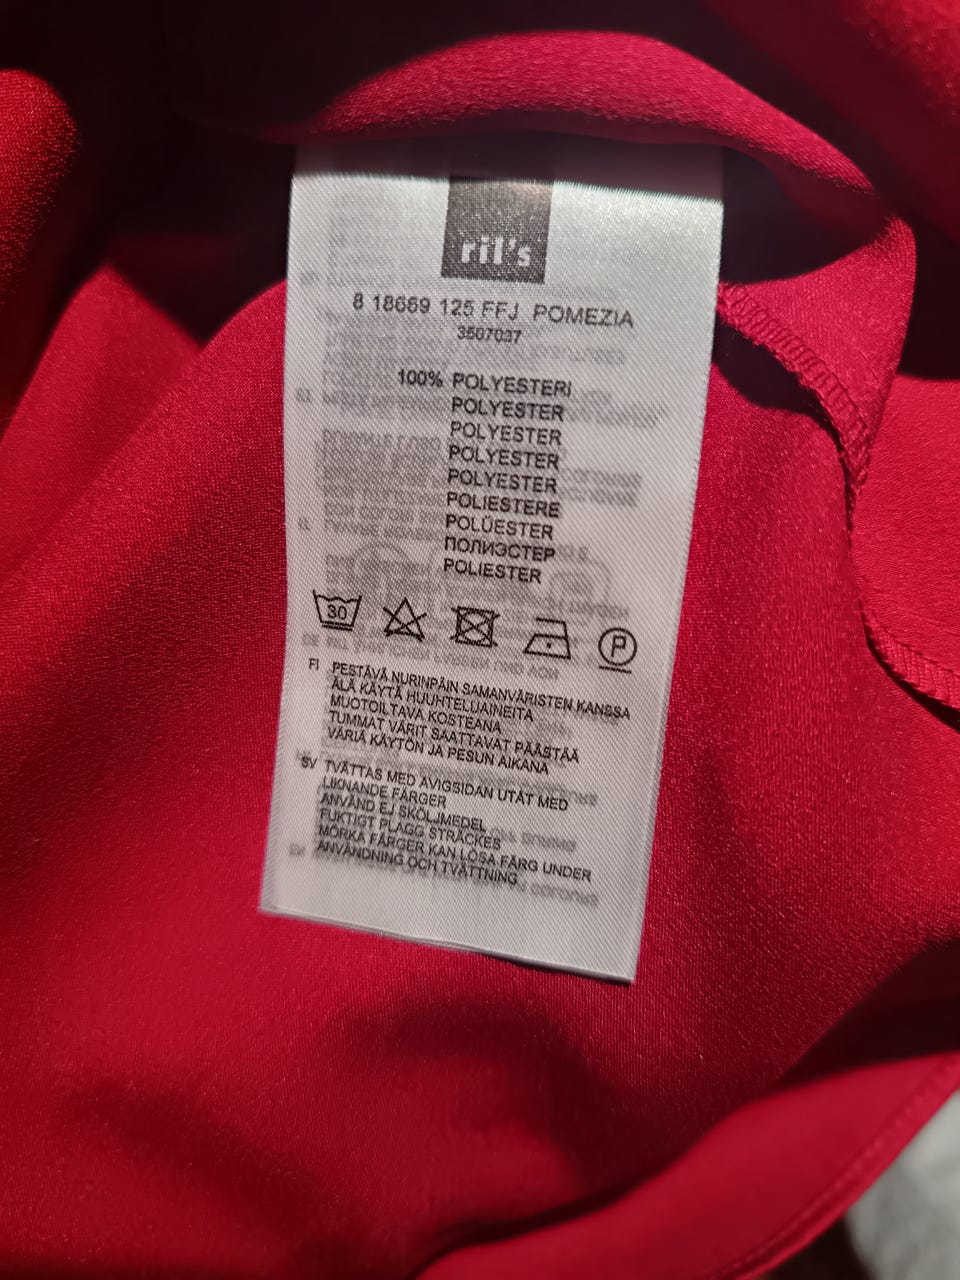 ril's
8 18669 125 FFJ POMEZIA
3507037
100% POLYESTERI
POLYESTER
POLYESTER
POLYESTER
POLYESTER
POLIESTERE
POLÜESTER
ПОЛИЭСТЕР
POLIESTER
30 P
FI PESTÄVÄ NURINPÄIN SAMANVÄRISTEN KANSSA
ÄLÄ KÄYTÄ HUUHTELUAINEITA
MUOTOILTAVA KOSTEANA
TUMMAT VÄRIT SAATTAVAT PÄÄSTÄÄ
VÄRIÄ KÄYTÖN JA PESUN AIKANA
SV TVÄTTAS MED AVIGSIDAN UTÅT MED
LIKNANDE FÄRGER
ANVÄND EJ SKÖLJMEDEL
FUKTIGT PLAGG STRÄCKES
MÖRKA FÄRGER KAN LÖSA FÄRG UNDER
ANVÄNDNING OCH TVÄTTNING